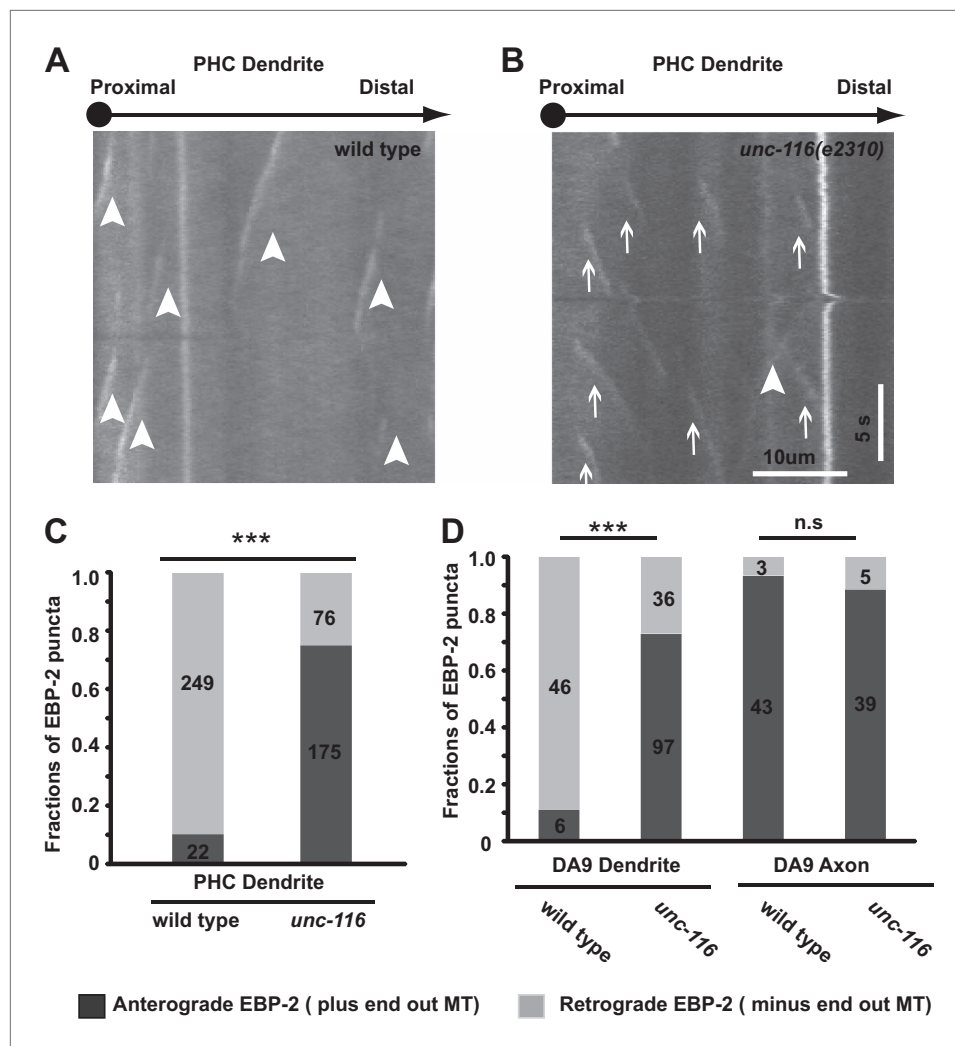 A
PHC Dendrite
Proximal Distal
wild type
B
PHC Dendrite
Proximal Distal
unc-116(e2310)
5 s
10um
C
***
Fractions of EBP-2 puncta
1.0
0.8
0.6
0.4
0.2
0
249
22
76
175
PHC Dendrite
wild type unc-116
D
*** n.s
Fractions of EBP-2 puncta
1.0
0.8
0.6
0.4
0.2
0
46
6
36
97
3
43
5
39
DA9 Dendrite DA9 Axon
wild type unc-116 wild type unc-116
Anterograde EBP-2 ( plus end out MT) Retrograde EBP-2 ( minus end out MT)